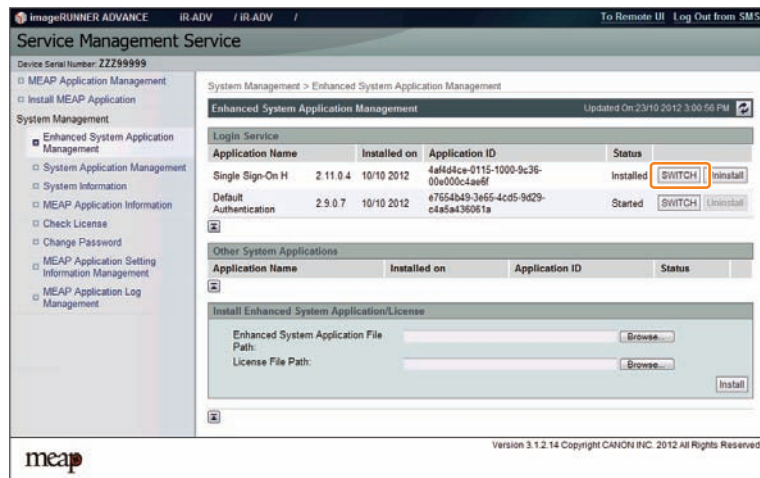 imageRUNNER ADVANCE iR-ADV / iR-ADV / To Remote UI Log Out from SMS
Service Management Service
Device Serial Number: ZZZ99999
MEAP Application Management
Install MEAP Application
System Management
Enhanced System Application
Management
System Application Management
System Information
MEAP Application Information
Check License
Change Password
MEAP Application Setting
Information Management
MEAP Application Log
Management
System Management > Enhanced System Application Management
Enhanced System Application Management Updated On:23/10 2012 3:00:56 PM
Login Service
Application Name Installed on Application ID Status
Single Sign-On H 2.11.0.4 10/10 2012 4af4d4ce-0115-1000-9c36-
00e000c4ae6f Installed SWITCH Uninstall
Default
Authentication 2.9.0.7 10/10 2012 e7654b49-3e65-4cd5-9d29-
c4a5a436061a Started SWITCH Uninstall
Other System Applications
Application Name Installed on Application ID Status
Install Enhanced System Application/License
Enhanced System Application File
Path: Browse...
License File Path: Browse...
Install
Version 3.1.2.14 Copyright CANON INC. 2012 All Rights Reserved
meap